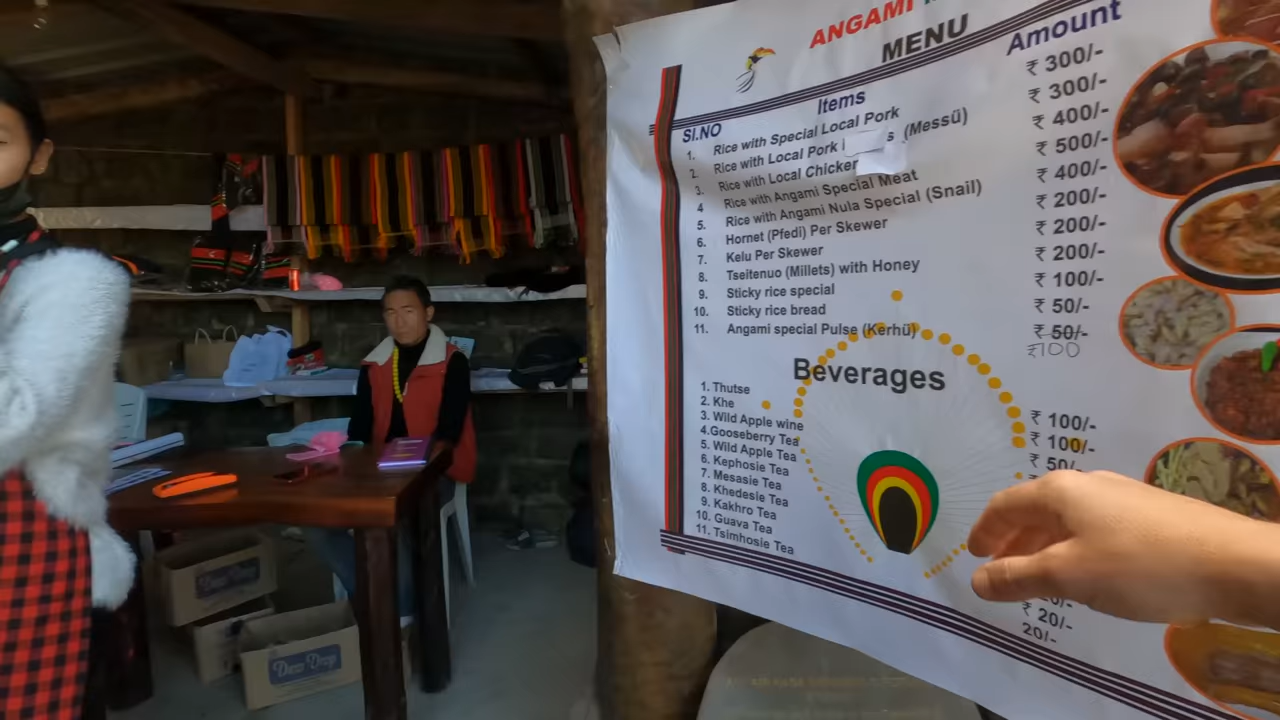 ANGAMI
MENU
Sl.NO Items Amount
1. Rice with Special Local Pork ₹ 300/-
2. Rice with Local Pork s (Messü) ₹ 300/-
3. Rice with Local Chicken ₹ 400/-
4 Rice with Angami Special Meat ₹ 500/-
5. Rice with Angami Nula Special (Snail) ₹ 400/-
6. Hornet (Pfedi) Per Skewer ₹ 200/-
7. Kelu Per Skewer ₹ 200/-
8. Tseitenuo (Millets) with Honey ₹ 200/-
9. Sticky rice special ₹ 100/-
10. Sticky rice bread ₹ 50/-
11. Angami special Pulse (Kerhü) ₹ 50/-
₹100
Beverages
1. Thutse ₹ 100/-
2. Khe ₹ 100/-
3. Wild Apple wine ₹ 50/-
4.Gooseberry Tea
5. Wild Apple Tea
6. Kephosie Tea
7. Mesasie Tea
8. Khedesie Tea
9. Kakhro Tea 20/-
10. Guava Tea ₹ 20/-
11. Tsimhosie Tea 20/-
Dew Drop
Dew Drop